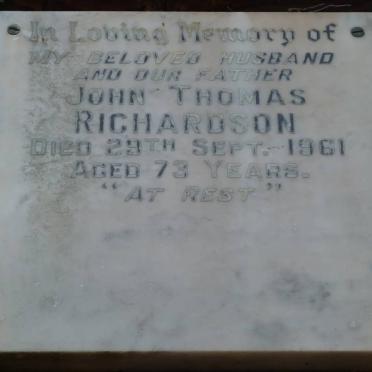 In Loving Memory of
MY BELOVED HUSBAND
AND OUR FATHER
JOHN THOMAS
RICHARDSON
DIED 29TH SEPT. 1961
AGED 73 YEARS.
"AT REST"